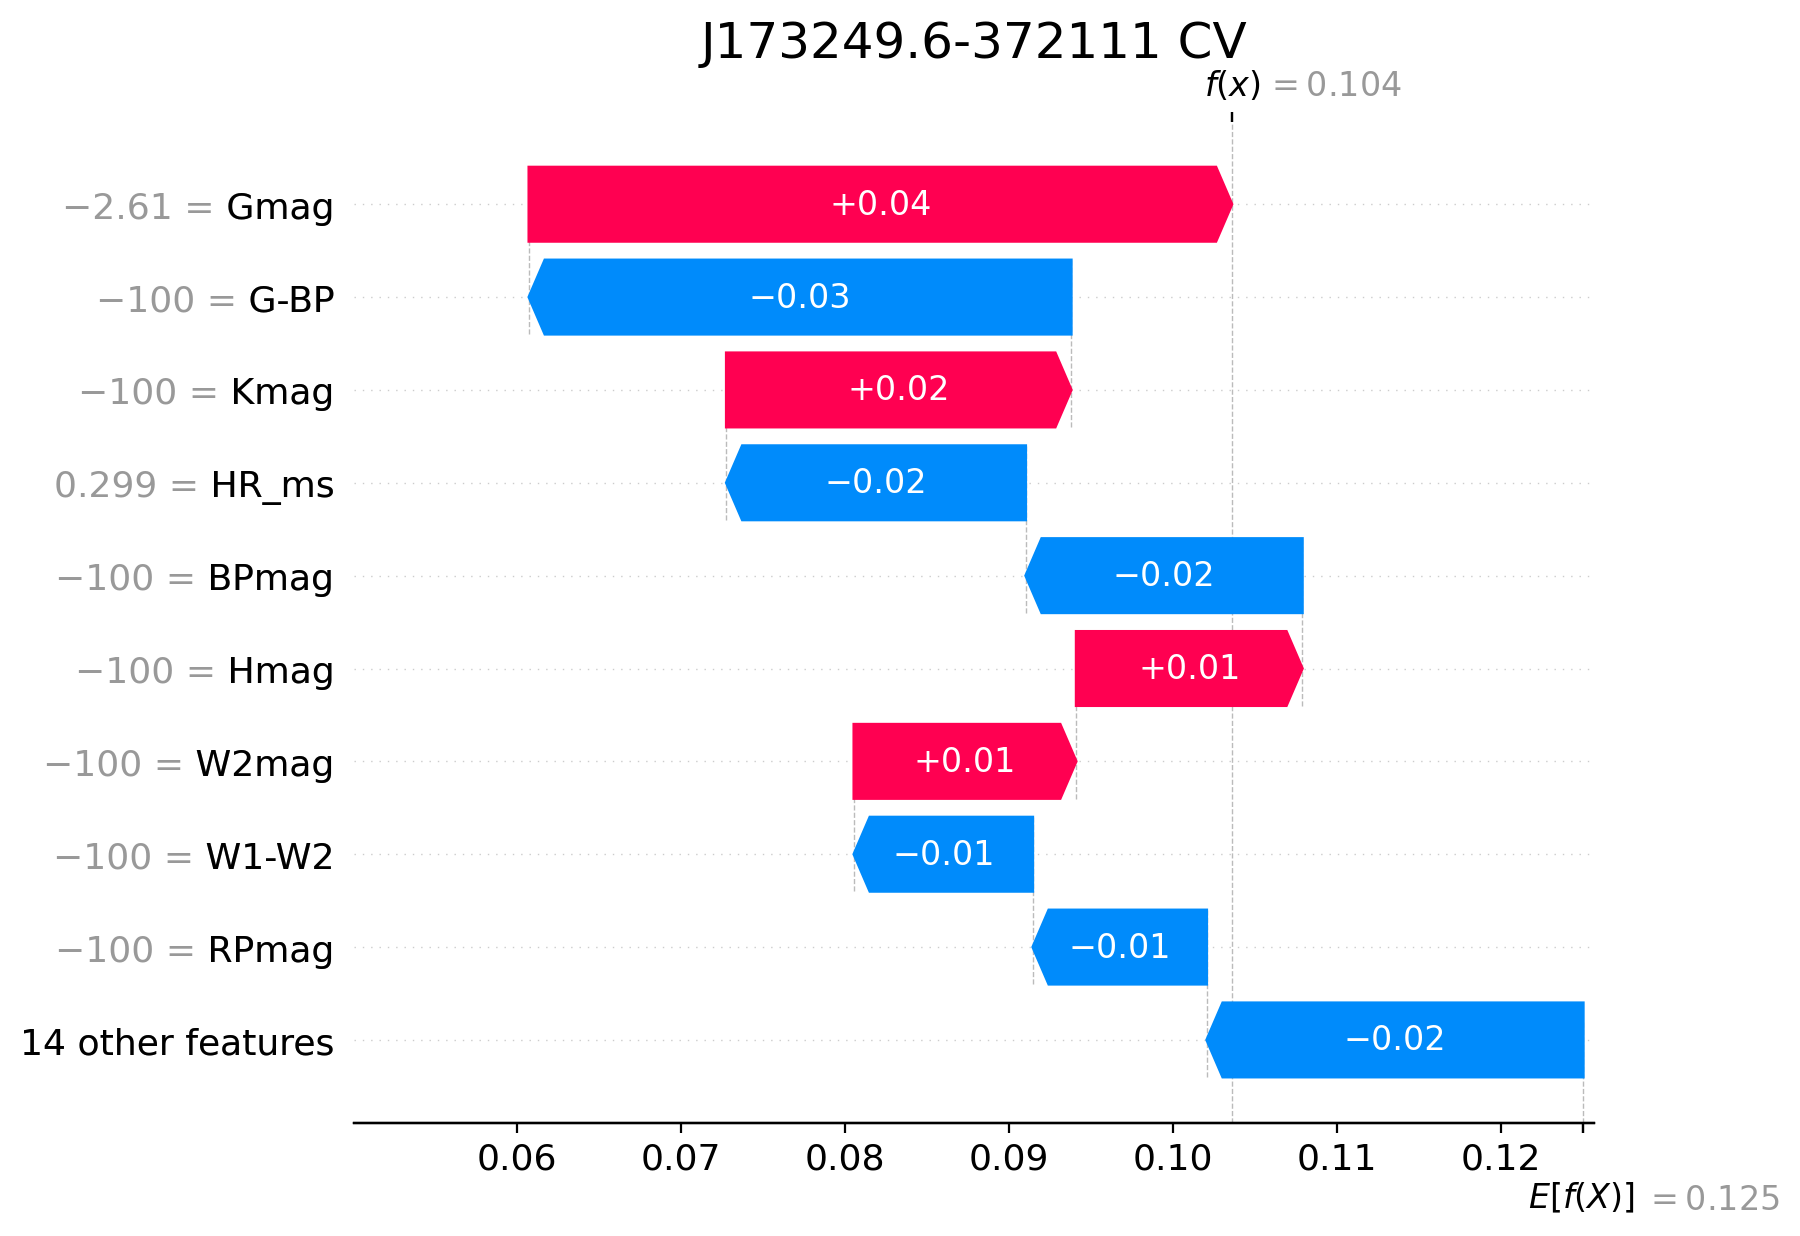 J173249.6-372111 CV
f(x) = 0.104
−2.61 = Gmag
+0.04
−100 = G-BP
−0.03
−100 = Kmag
+0.02
0.299 = HR_ms
−0.02
−100 = BPmag
−0.02
−100 = Hmag
+0.01
−100 = W2mag
+0.01
−100 = W1-W2
−0.01
−100 = RPmag
−0.01
14 other features
−0.02
0.06 0.07 0.08 0.09 0.10 0.11 0.12
E[f(X)] = 0.125